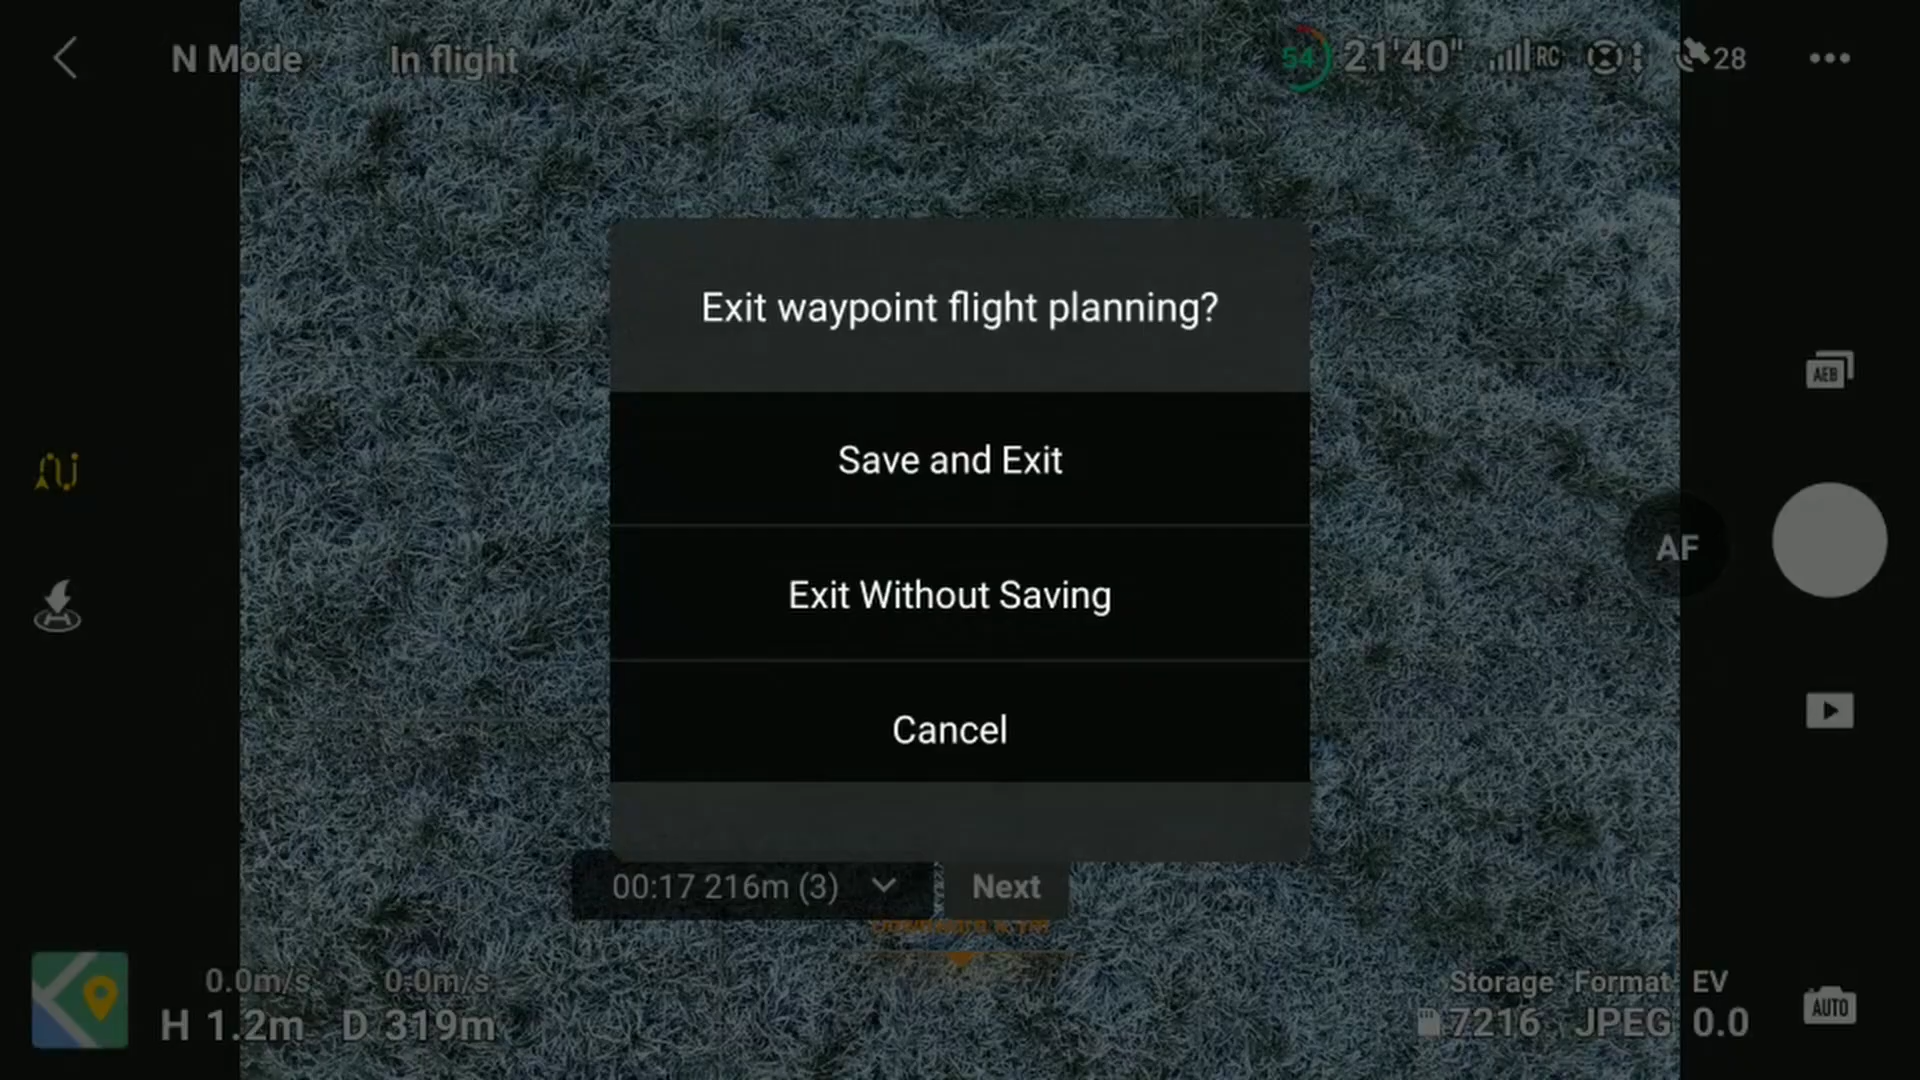 N Mode In flight 54 21'40" RC 28
Exit waypoint flight planning?
AEB
Save and Exit
AF
Exit Without Saving
Cancel
00:17 216m (3) Next
0.0m/s 0.0m/s
H 1.2m D 319m
Storage Format EV
7216 JPEG 0.0
AUTO